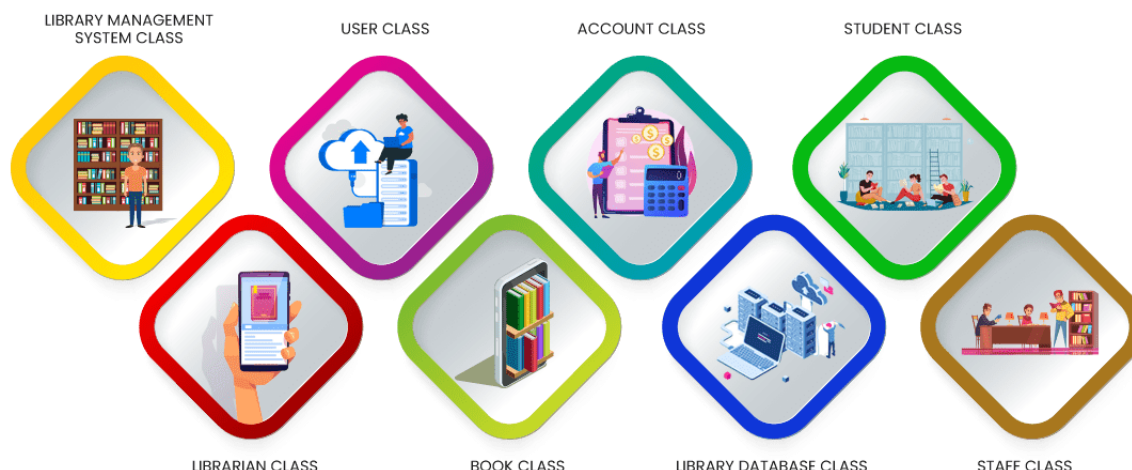 LIBRARY MANAGEMENT
SYSTEM CLASS
USER CLASS
ACCOUNT CLASS
STUDENT CLASS
LIBRARIAN CLASS
BOOK CLASS
LIBRARY DATABASE CLASS
STAFF CLASS